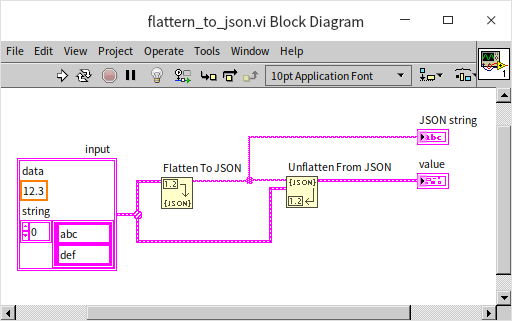 flattern_to_json.vi Block Diagram
File Edit View Project Operate Tools Window Help
10pt Application Font
1
JSON string
abc
input
Flatten To JSON
Unflatten From JSON
value
data
1.2
{JSON}
{JSON}
1.2
12.3
string
0
abc
def